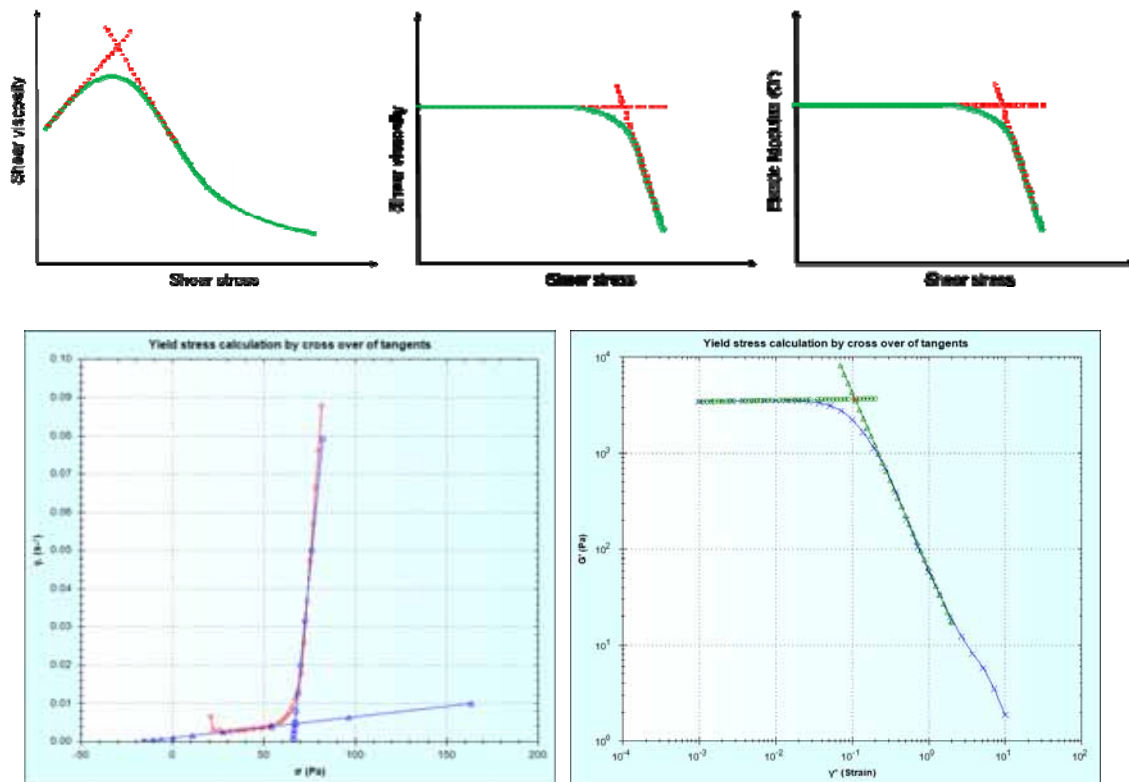 Shear viscosity
Shear stress
Shear viscosity
Shear stress
Elastic Modulus (G')
Shear stress
Yield stress calculation by cross over of tangents
0.10
0.09
0.08
0.07
0.06
0.05
0.04
0.03
0.02
0.01
0.00
-50
0
50
100
150
200
σ (Pa)
Yield stress calculation by cross over of tangents
10⁴
10³
10²
10¹
10⁰
G' (Pa)
10⁻⁴
10⁻³
10⁻²
10⁻¹
10⁰
10¹
10²
γ* (Strain)